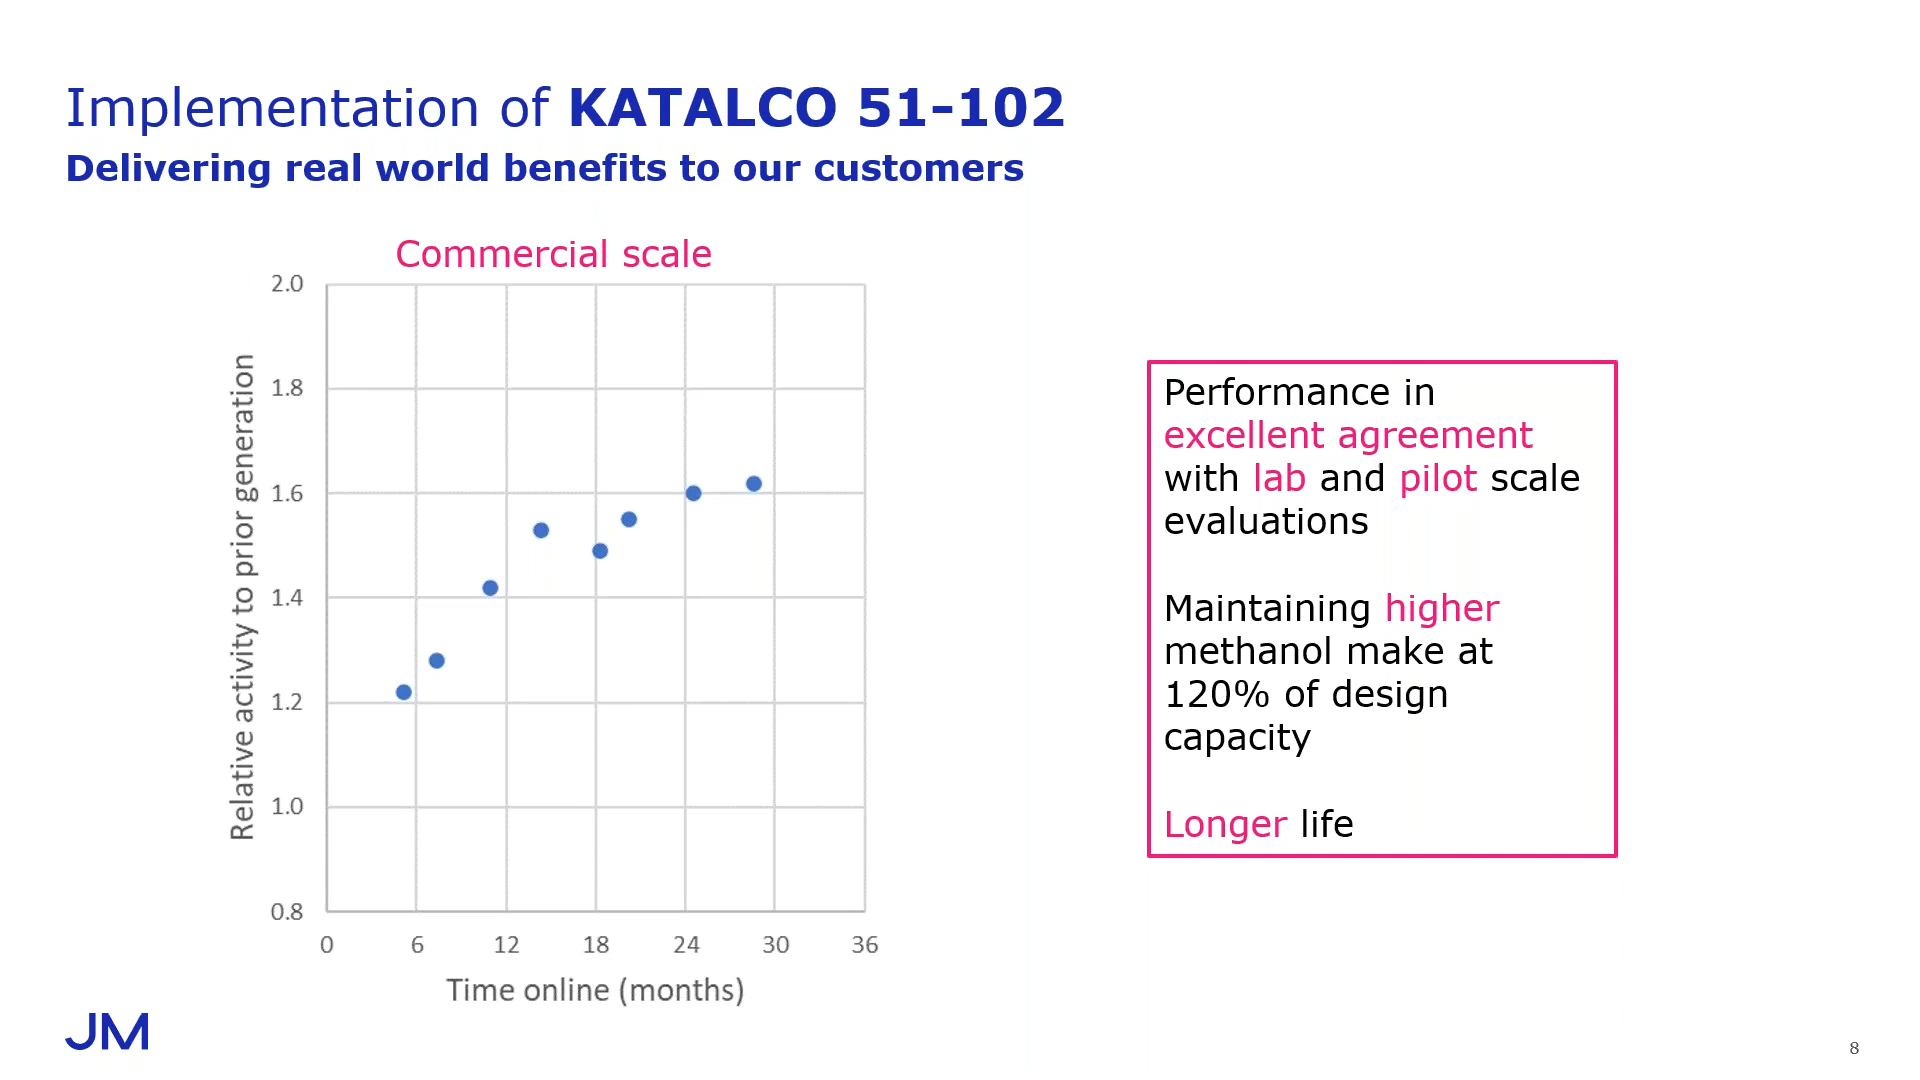 Implementation of KATALCO 51-102
Delivering real world benefits to our customers
Commercial scale
2.0
1.8
1.6
1.4
1.2
1.0
0.8
Relative activity to prior generation
0 6 12 18 24 30 36
Time online (months)
Performance in
excellent agreement
with lab and pilot scale
evaluations
Maintaining higher
methanol make at
120% of design
capacity
Longer life
JM
8